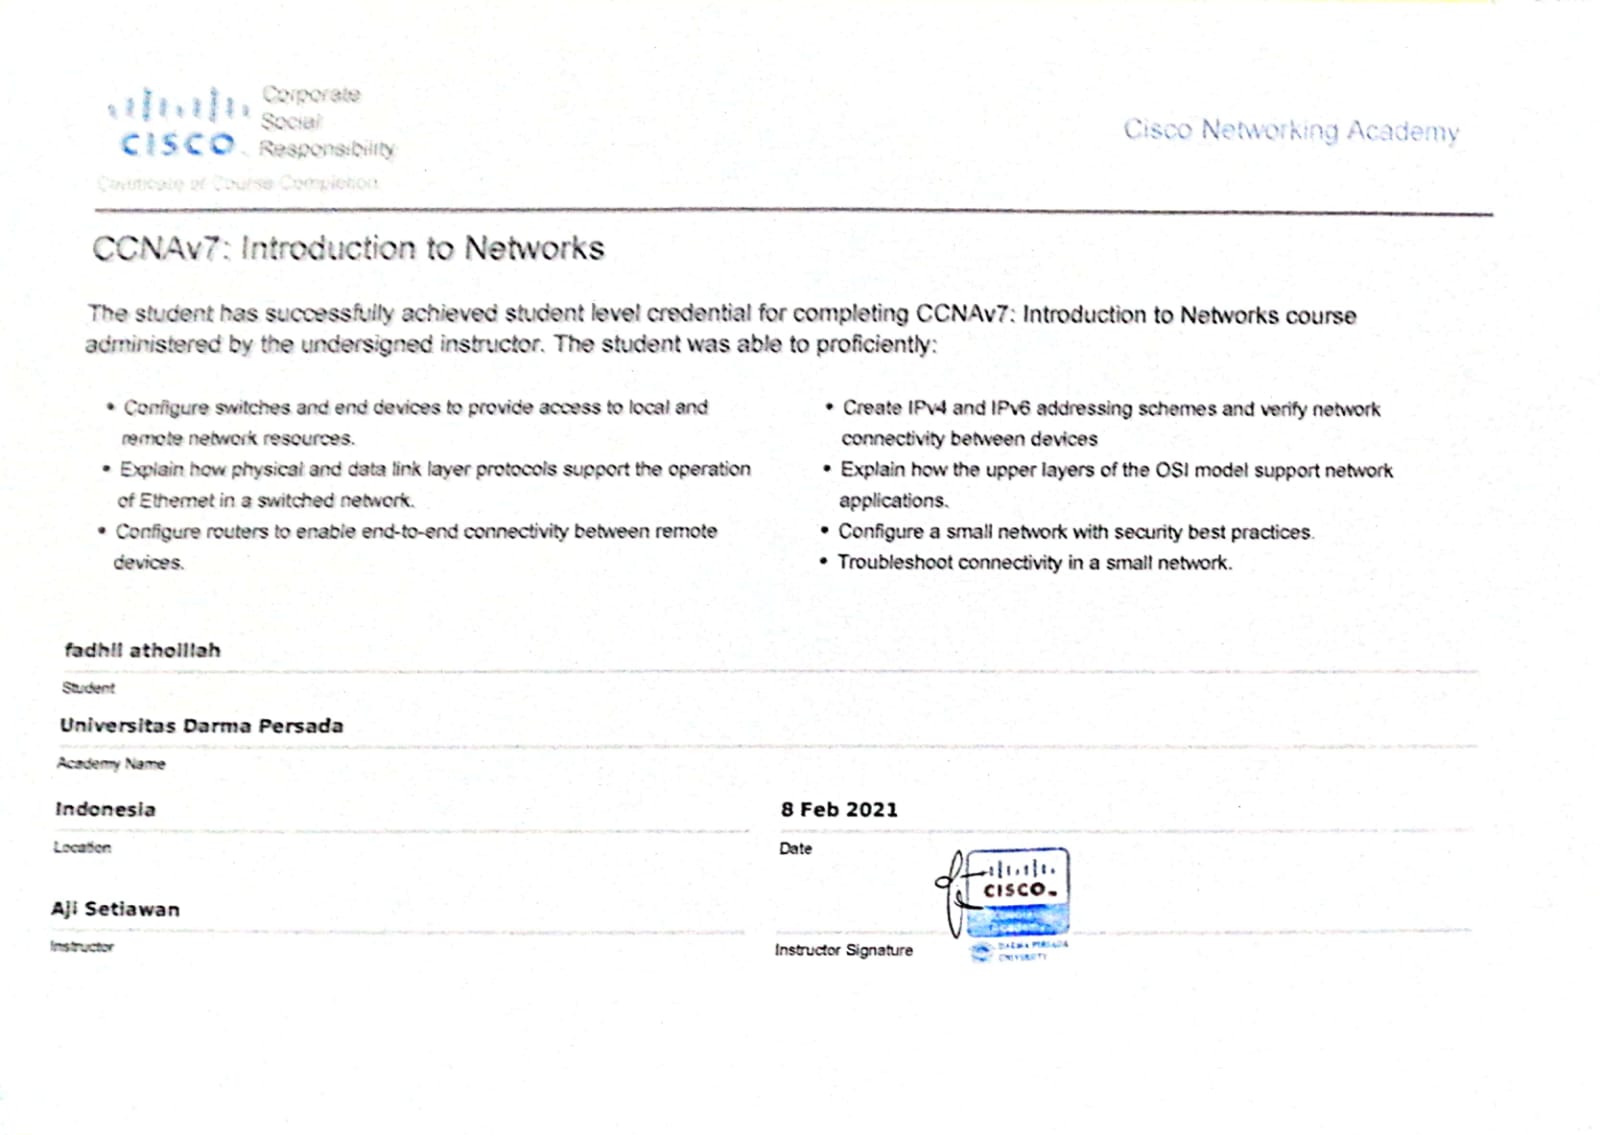 Corporate
Social
CISCO Responsibility
Cisco Networking Academy
Certificate of Course Completion
CCNAv7: Introduction to Networks
The student has successfully achieved student level credential for completing CCNAv7: Introduction to Networks course
administered by the undersigned instructor. The student was able to proficiently:
• Configure switches and end devices to provide access to local and
remote network resources.
• Explain how physical and data link layer protocols support the operation
of Ethernet in a switched network.
• Configure routers to enable end-to-end connectivity between remote
devices.
• Create IPv4 and IPv6 addressing schemes and verify network
connectivity between devices
• Explain how the upper layers of the OSI model support network
applications.
• Configure a small network with security best practices.
• Troubleshoot connectivity in a small network.
fadhil atholilah
Student
Universitas Darma Persada
Academy Name
Indonesia
Location
8 Feb 2021
Date
Aji Setiawan
Instructor
Instructor Signature
CISCO
Academy
DARMA PERSADA
UNIVERSITY